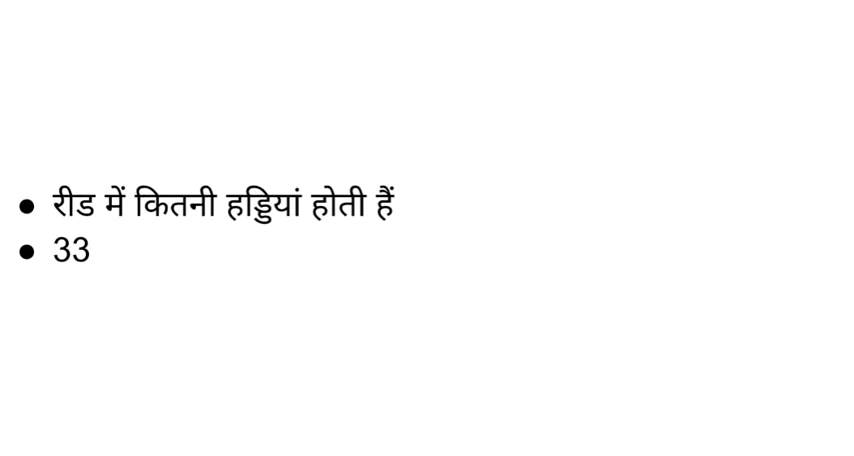 • रीड में कितनी हड्डियां होती हैं
• 33